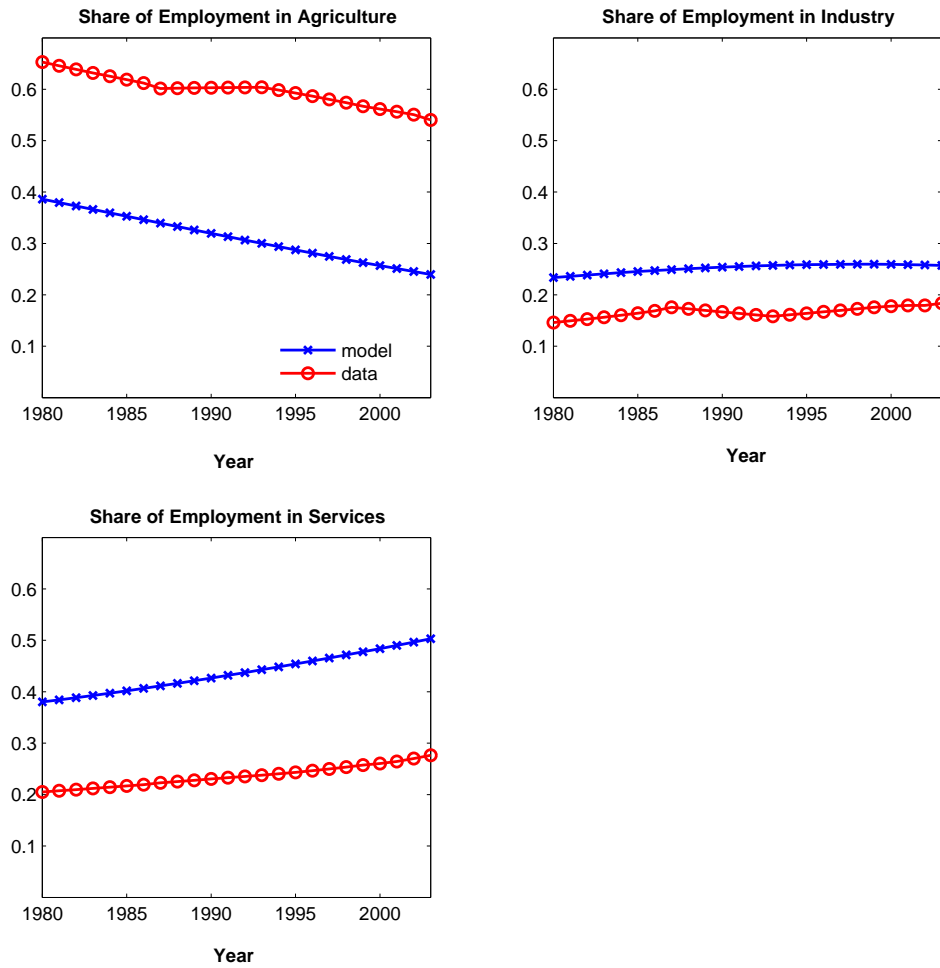 Share of Employment in Agriculture
0.6
0.5
0.4
0.3
0.2
0.1
model
data
1980 1985 1990 1995 2000
Year
Share of Employment in Industry
0.6
0.5
0.4
0.3
0.2
0.1
1980 1985 1990 1995 2000
Year
Share of Employment in Services
0.6
0.5
0.4
0.3
0.2
0.1
1980 1985 1990 1995 2000
Year